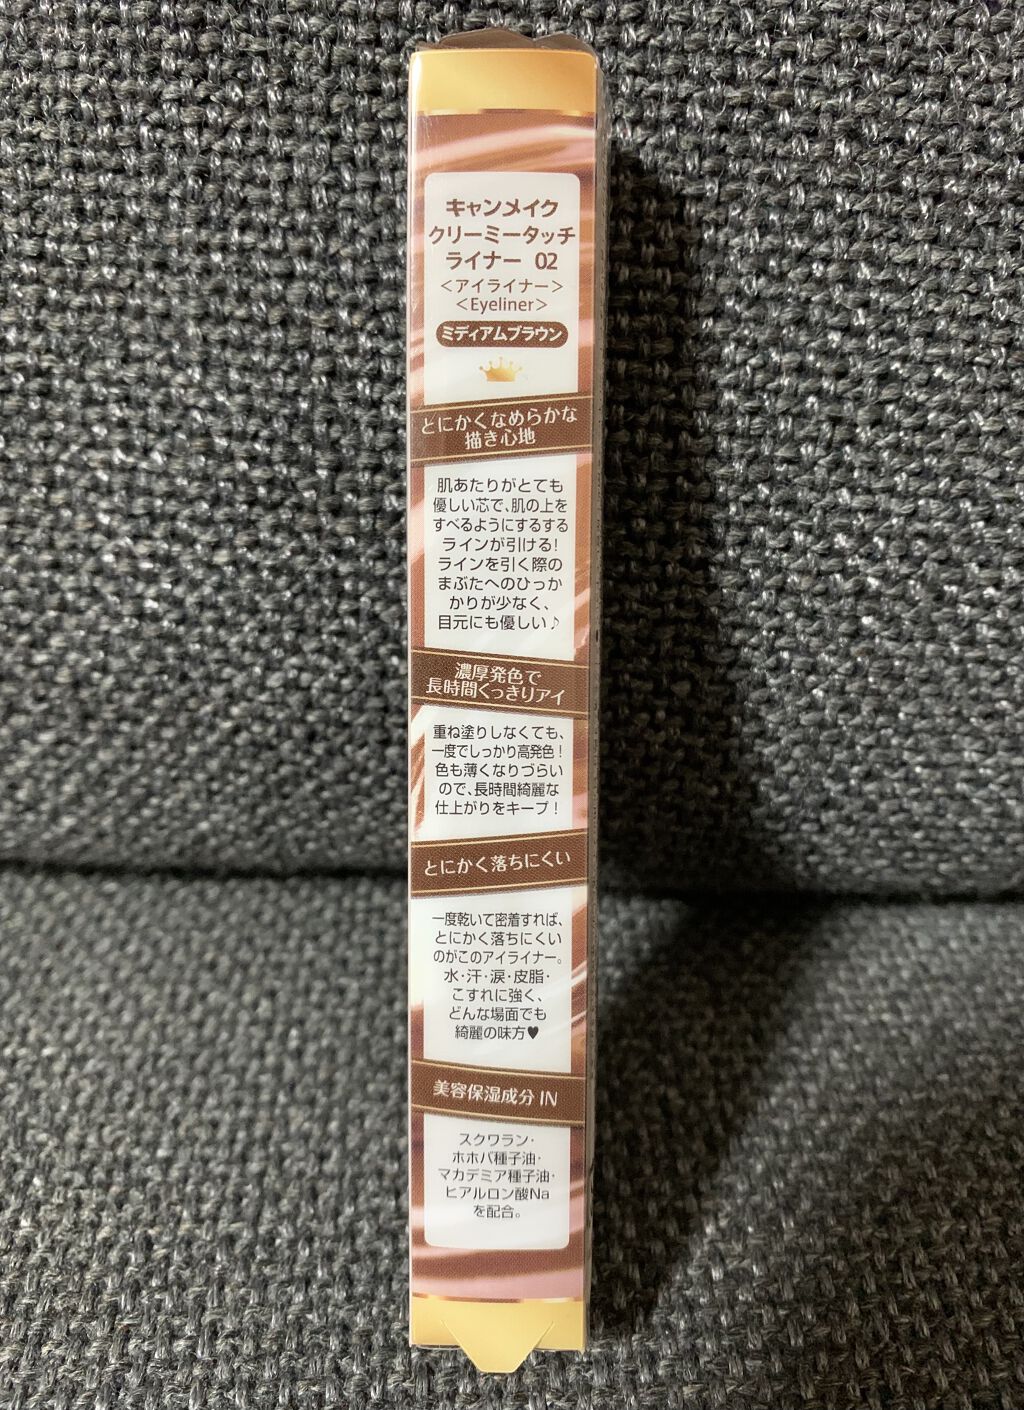 キャンメイク
クリーミータッチ
ライナー 02
＜アイライナー＞
＜Eyeliner＞
ミディアムブラウン
とにかくなめらかな
描き心地
肌あたりがとても
優しい芯で、肌の上を
すべるようにするする
ラインが引ける!
ラインを引く際の
まぶたへのひっか
かりが少なく、
目元にも優しい♪
濃厚発色で
長時間くっきりアイ
重ね塗りしなくても、
一度でしっかり高発色!
色も薄くなりづらい
ので、長時間綺麗な
仕上がりをキープ!
とにかく落ちにくい
一度乾いて密着すれば、
とにかく落ちにくい
のがこのアイライナー。
水・汗・涙・皮脂・
こすれに強く、
どんな場面でも
綺麗の味方♥
美容保湿成分 IN
スクワラン・
ホホバ種子油・
マカデミア種子油・
ヒアルロン酸Na
を配合。